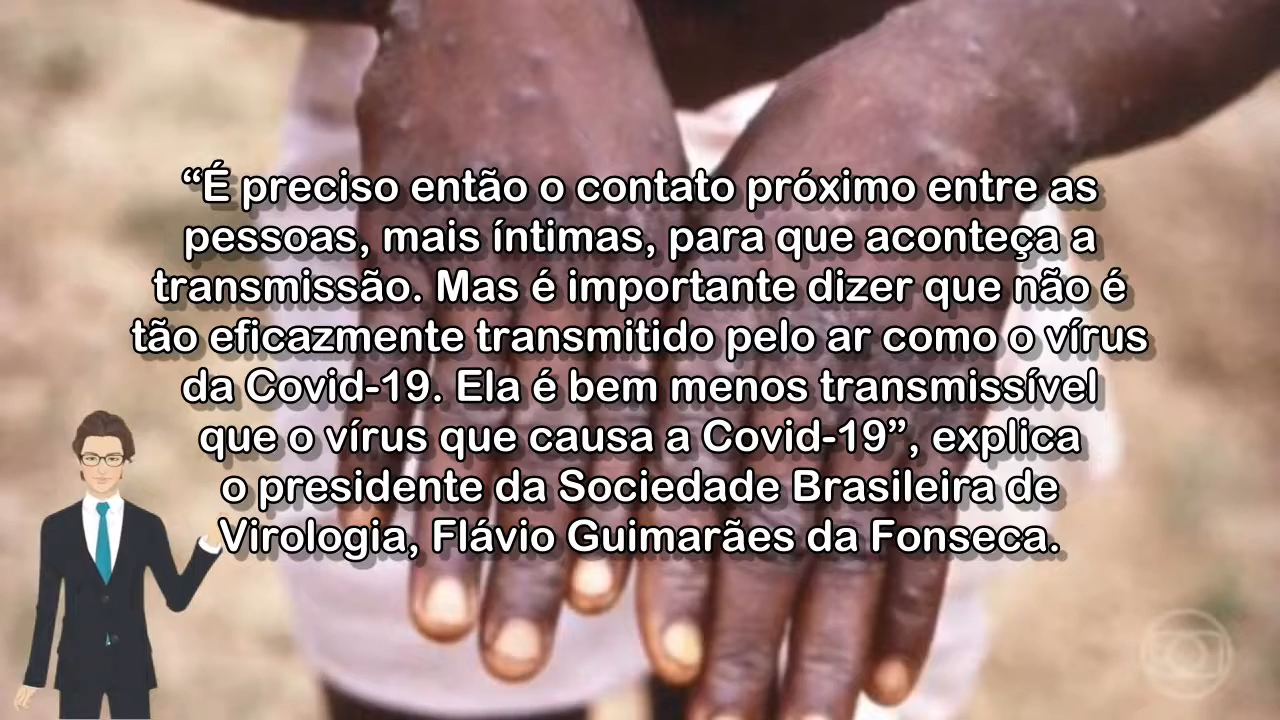 “É preciso então o contato próximo entre as
pessoas, mais íntimas, para que aconteça a
transmissão. Mas é importante dizer que não é
tão eficazmente transmitido pelo ar como o vírus
da Covid-19. Ela é bem menos transmissível
que o vírus que causa a Covid-19”, explica
o presidente da Sociedade Brasileira de
Virologia, Flávio Guimarães da Fonseca.